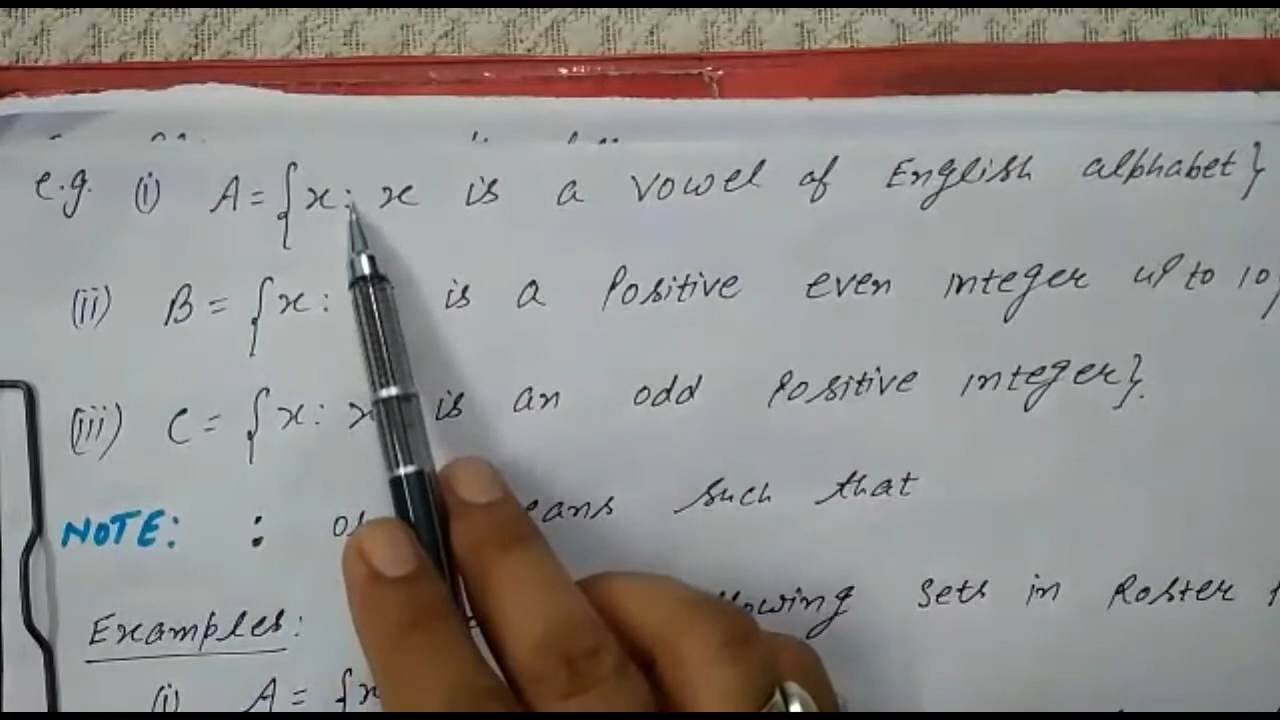 e.g. (i) A = {x: x is a vowel of English alphabet}
(ii) B = {x: is a Positive even integer up to 10}
(iii) C = {x: x is an odd Positive integer}.
NOTE: : such that
Examples: sets in Roster
(i) A = {x